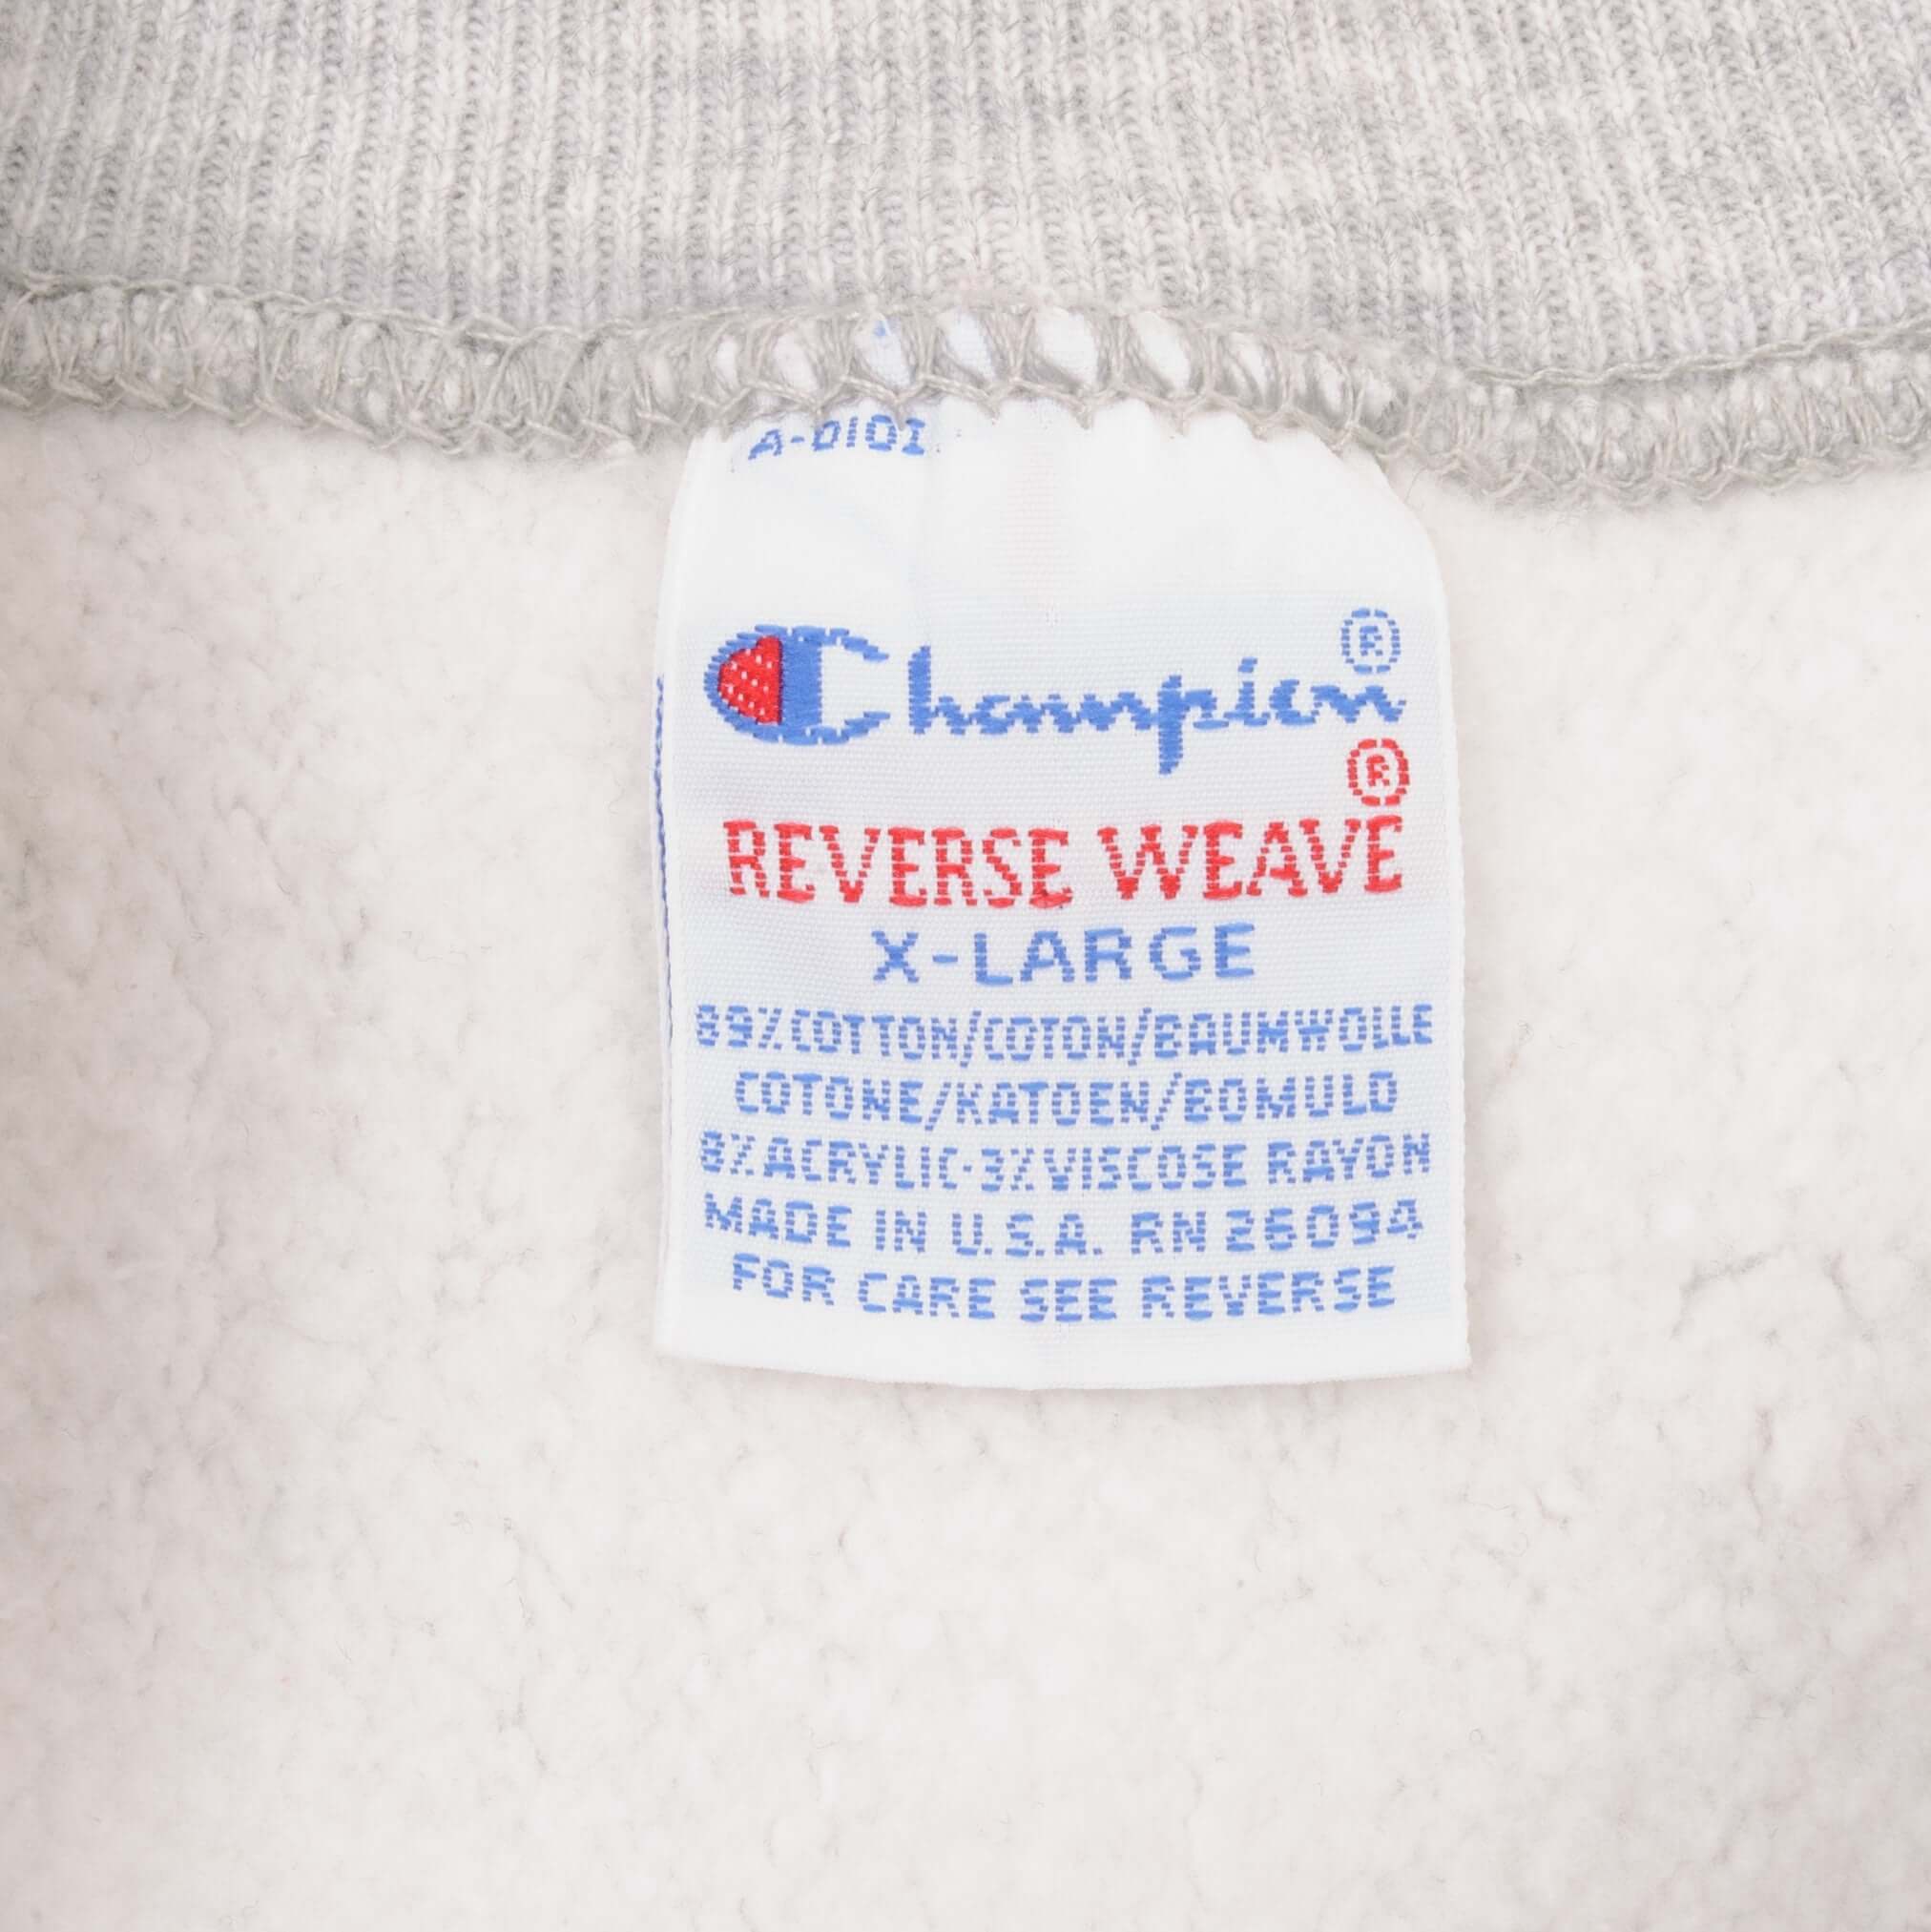 A-0101
Champion®
®
REVERSE WEAVE
X-LARGE
89%COTTON/COTON/BAUMWOLLE
COTONE/KATOEN/BOMULD
8%ACRYLIC·3%VISCOSE RAYON
MADE IN U.S.A. RN 26094
FOR CARE SEE REVERSE